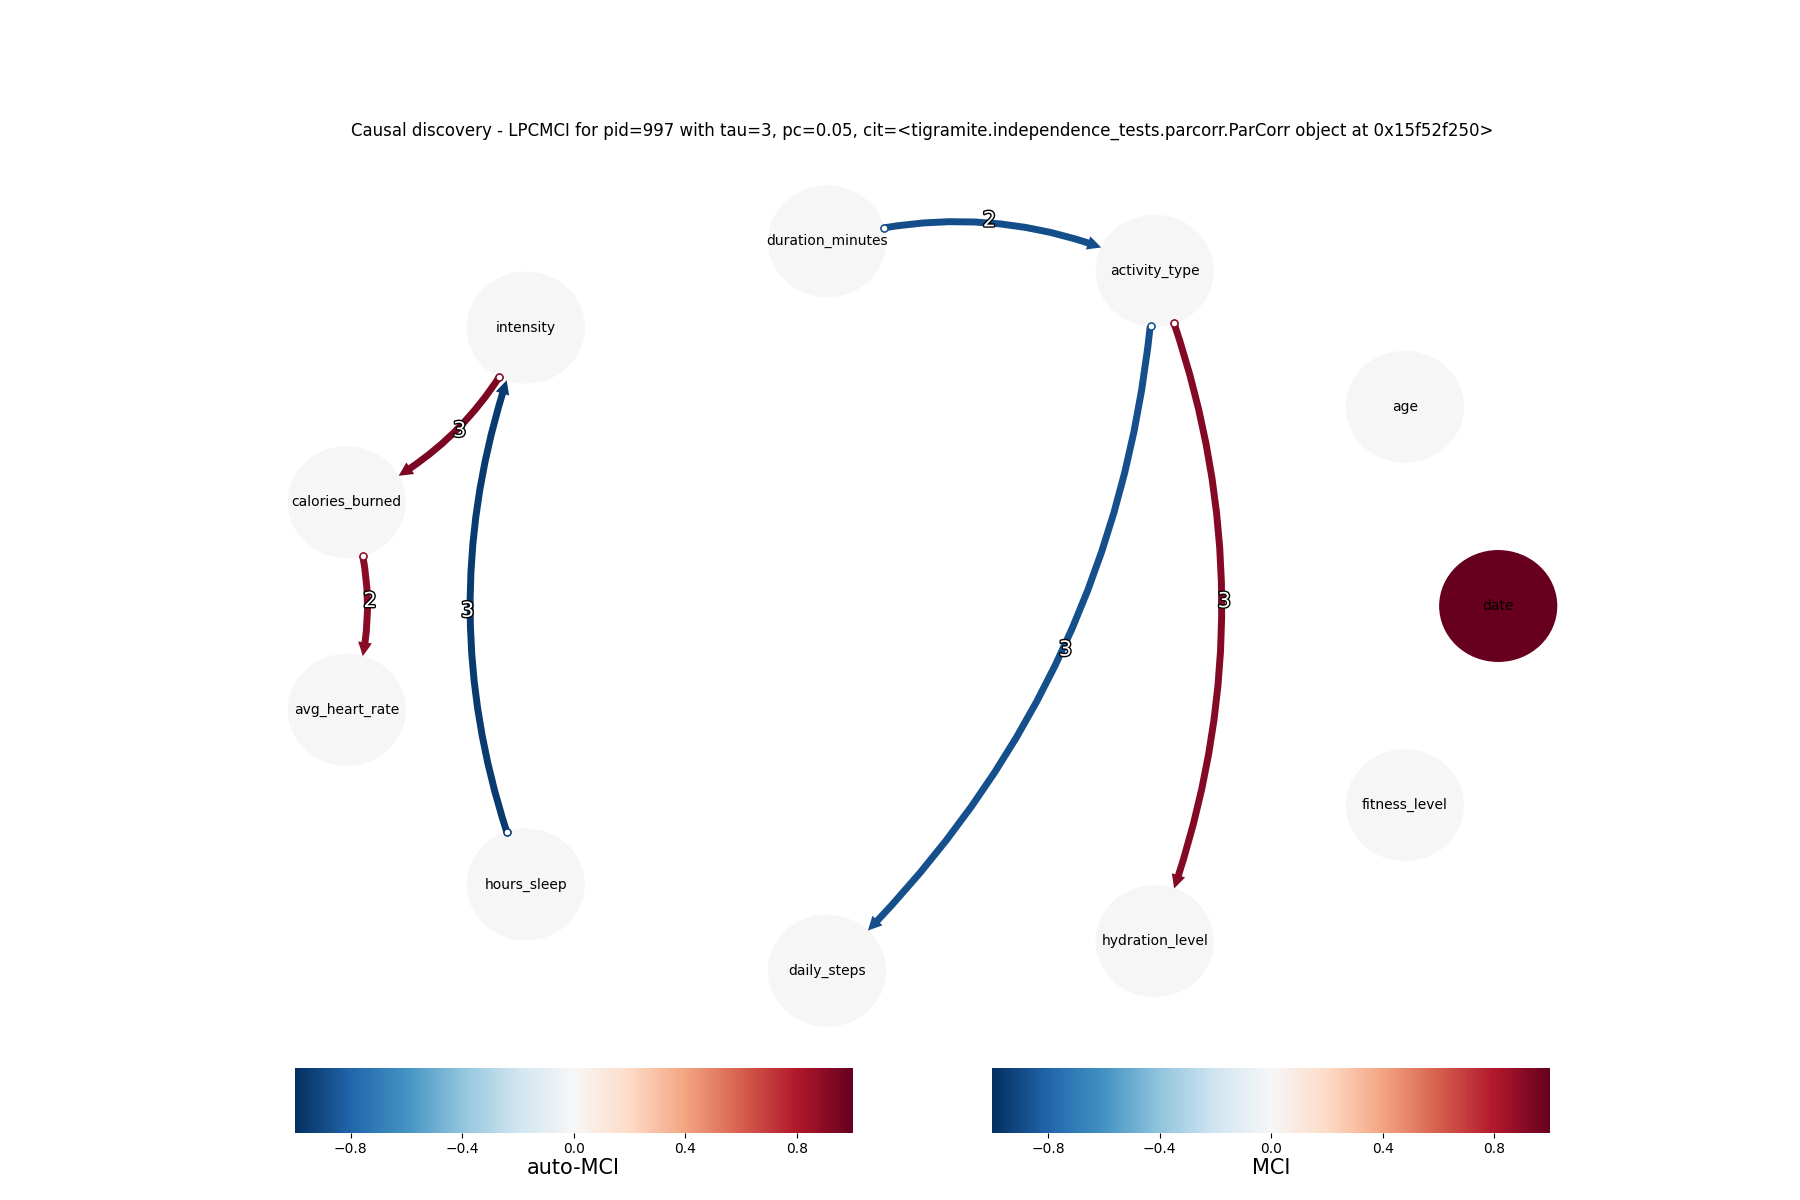 Causal discovery - LPCMCI for pid=997 with tau=3, pc=0.05, cit=<tigramite.independence_tests.parcorr.ParCorr object at 0x15f52f250>
2
duration_minutes
activity_type
intensity
age
3
calories_burned
date
2
3
3
3
avg_heart_rate
fitness_level
hours_sleep
hydration_level
daily_steps
−0.8 −0.4 0.0 0.4 0.8
auto-MCI
−0.8 −0.4 0.0 0.4 0.8
MCI